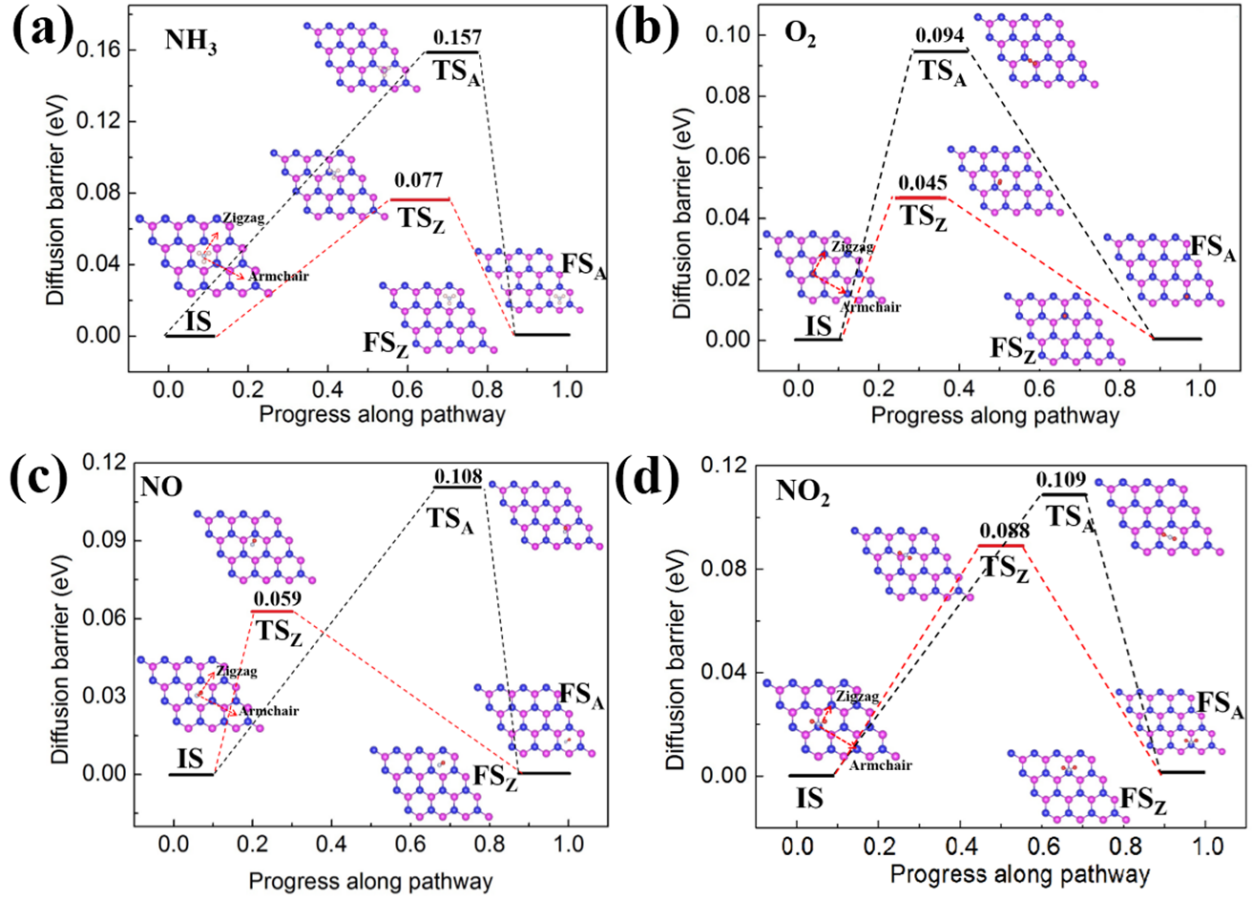 (a)
NH3
0.157
TSA
0.077
TSZ
Zigzag
Armchair
IS
FSA
FSZ
0.16
0.12
0.08
0.04
0.00
Diffusion barrier (eV)
0.0 0.2 0.4 0.6 0.8 1.0
Progress along pathway
(b)
O2
0.094
TSA
0.045
TSZ
Zigzag
Armchair
IS
FSA
FSZ
0.10
0.08
0.06
0.04
0.02
0.00
Diffusion barrier (eV)
0.0 0.2 0.4 0.6 0.8 1.0
Progress along pathway
(c)
NO
0.108
TSA
0.059
TSZ
Zigzag
Armchair
IS
FSA
FSZ
0.12
0.09
0.06
0.03
0.00
Diffusion barrier (eV)
0.0 0.2 0.4 0.6 0.8 1.0
Progress along pathway
(d)
NO2
0.109
TSA
0.088
TSZ
Zigzag
Armchair
IS
FSA
FSZ
0.12
0.08
0.04
0.00
Diffusion barrier (eV)
0.0 0.2 0.4 0.6 0.8 1.0
Progress along pathway